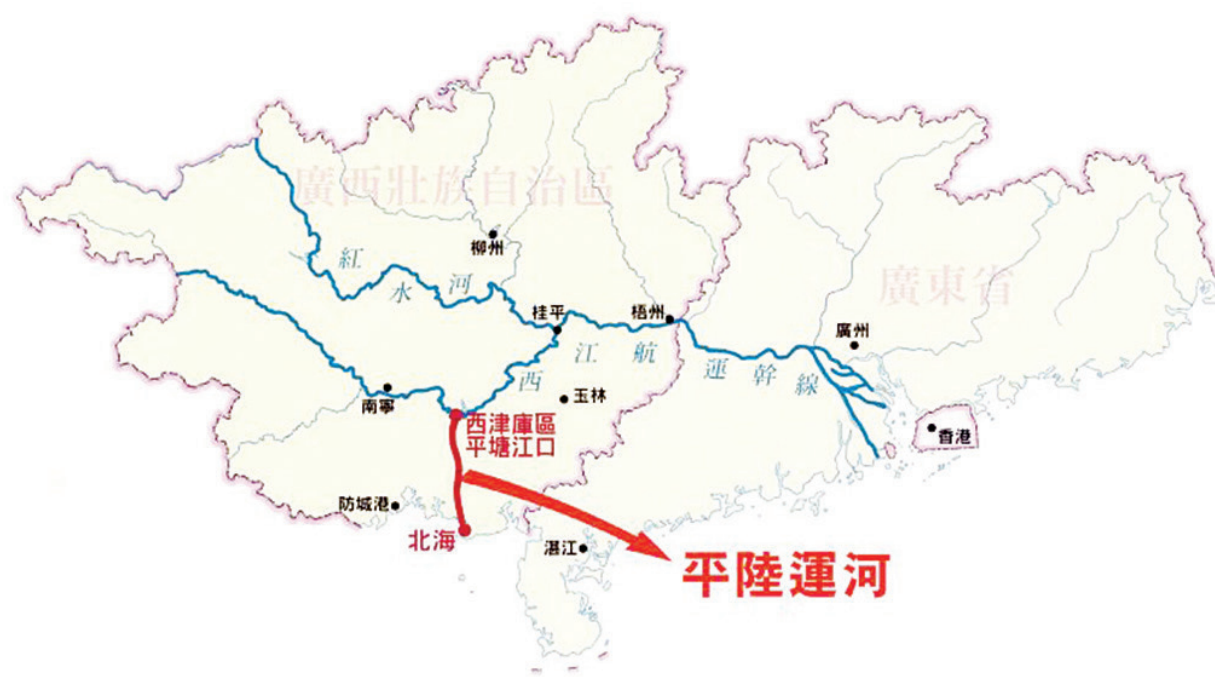 廣西壯族自治區
柳州
紅水河
廣東省
桂平
梧州
廣州
西江航運幹線
南寧
玉林
西津庫區
平塘江口
香港
防城港
北海
湛江
平陸運河